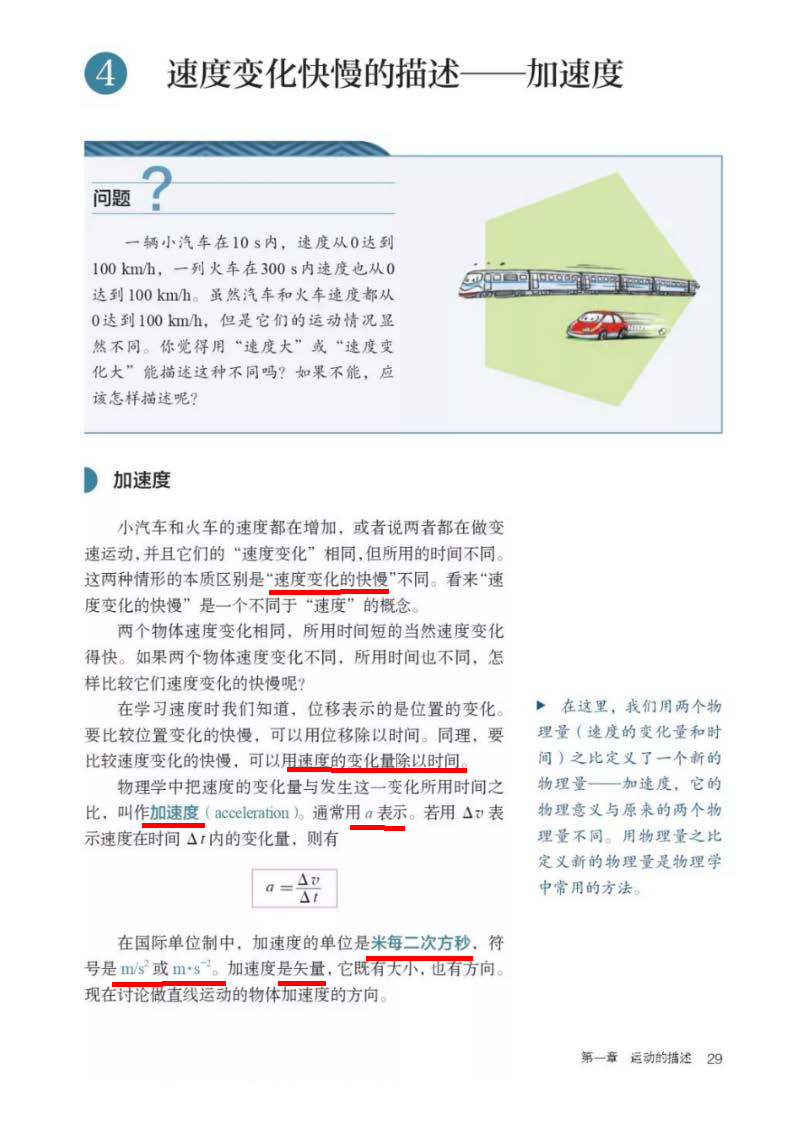 4 速度变化快慢的描述——加速度
问题?
一辆小汽车在10 s内，速度从0达到
100 km/h，一列火车在300 s内速度也从0
达到100 km/h。虽然汽车和火车速度都从
0达到100 km/h，但是它们的运动情况显
然不同。你觉得用“速度大”或“速度变
化大”能描述这种不同吗？如果不能，应
该怎样描述呢？
加速度
小汽车和火车的速度都在增加，或者说两者都在做变
速运动，并且它们的“速度变化”相同，但所用的时间不同。
这两种情形的本质区别是“速度变化的快慢”不同。看来“速
度变化的快慢”是一个不同于“速度”的概念。
两个物体速度变化相同，所用时间短的当然速度变化
得快。如果两个物体速度变化不同，所用时间也不同，怎
样比较它们速度变化的快慢呢？
在学习速度时我们知道，位移表示的是位置的变化。
要比较位置变化的快慢，可以用位移除以时间。同理，要
比较速度变化的快慢，可以用速度的变化量除以时间。
物理学中把速度的变化量与发生这一变化所用时间之
比，叫作加速度（acceleration）。通常用 a 表示。若用 Δv 表
示速度在时间 Δt 内的变化量，则有
a = Δv/Δt
在国际单位制中，加速度的单位是米每二次方秒，符
号是 m/s² 或 m·s⁻²。加速度是矢量，它既有大小，也有方向。
现在讨论做直线运动的物体加速度的方向。
▶ 在这里，我们用两个物
理量（速度的变化量和时
间）之比定义了一个新的
物理量——加速度，它的
物理意义与原来的两个物
理量不同。用物理量之比
定义新的物理量是物理学
中常用的方法。
第一章 运动的描述 29